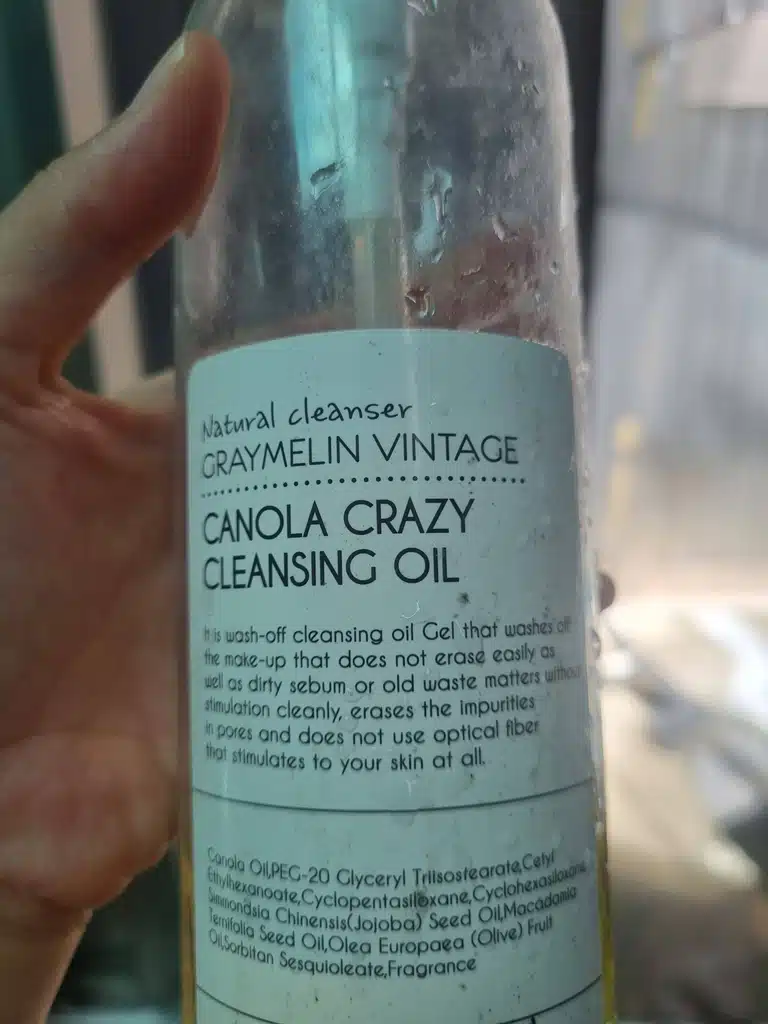 Natural cleanser
GRAYMELIN VINTAGE
CANOLA CRAZY
CLEANSING OIL
It is wash-off cleansing oil Gel that washes off
the make-up that does not erase easily as
well as dirty sebum or old waste matters without
stimulation cleanly, erases the impurities
in pores and does not use optical fiber
that stimulates to your skin at all.
Canola Oil,PEG-20 Glyceryl Triisostearate,Cetyl
Ethylhexanoate,Cyclopentasiloxane,Cyclohexasiloxane,
Simmondsia Chinensis(Jojoba) Seed Oil,Macadamia
Ternifolia Seed Oil,Olea Europaea (Olive) Fruit
Oil,Sorbitan Sesquioleate,Fragrance